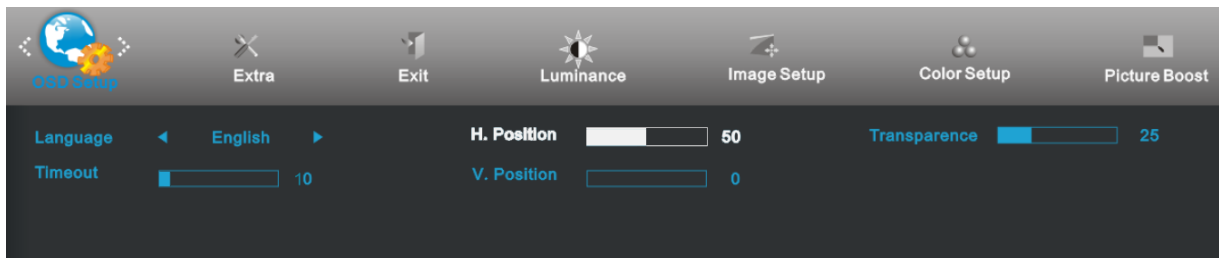 OSD Setup Extra Exit Luminance Image Setup Color Setup Picture Boost
Language English H. Position 50 Transparence 25
Timeout 10 V. Position 0